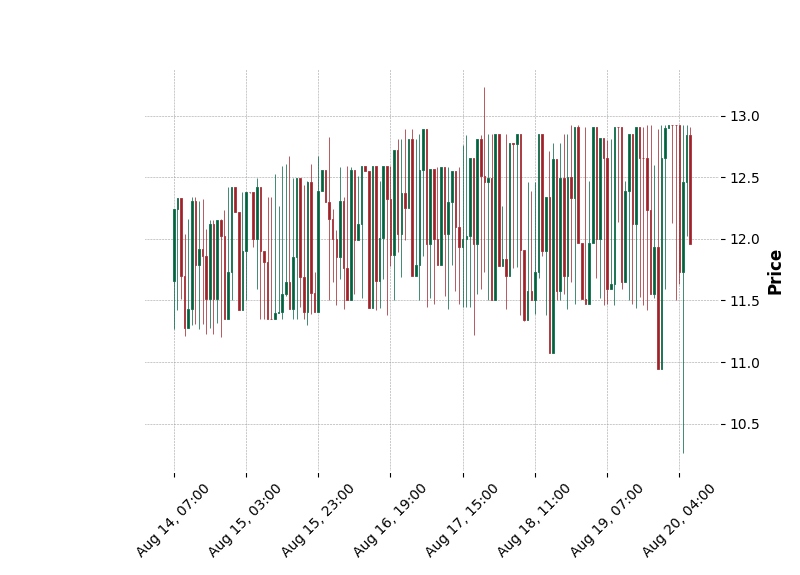 13.0
12.5
12.0
11.5
11.0
10.5
Price
Aug 14, 07:00
Aug 15, 03:00
Aug 15, 23:00
Aug 16, 19:00
Aug 17, 15:00
Aug 18, 11:00
Aug 19, 07:00
Aug 20, 04:00